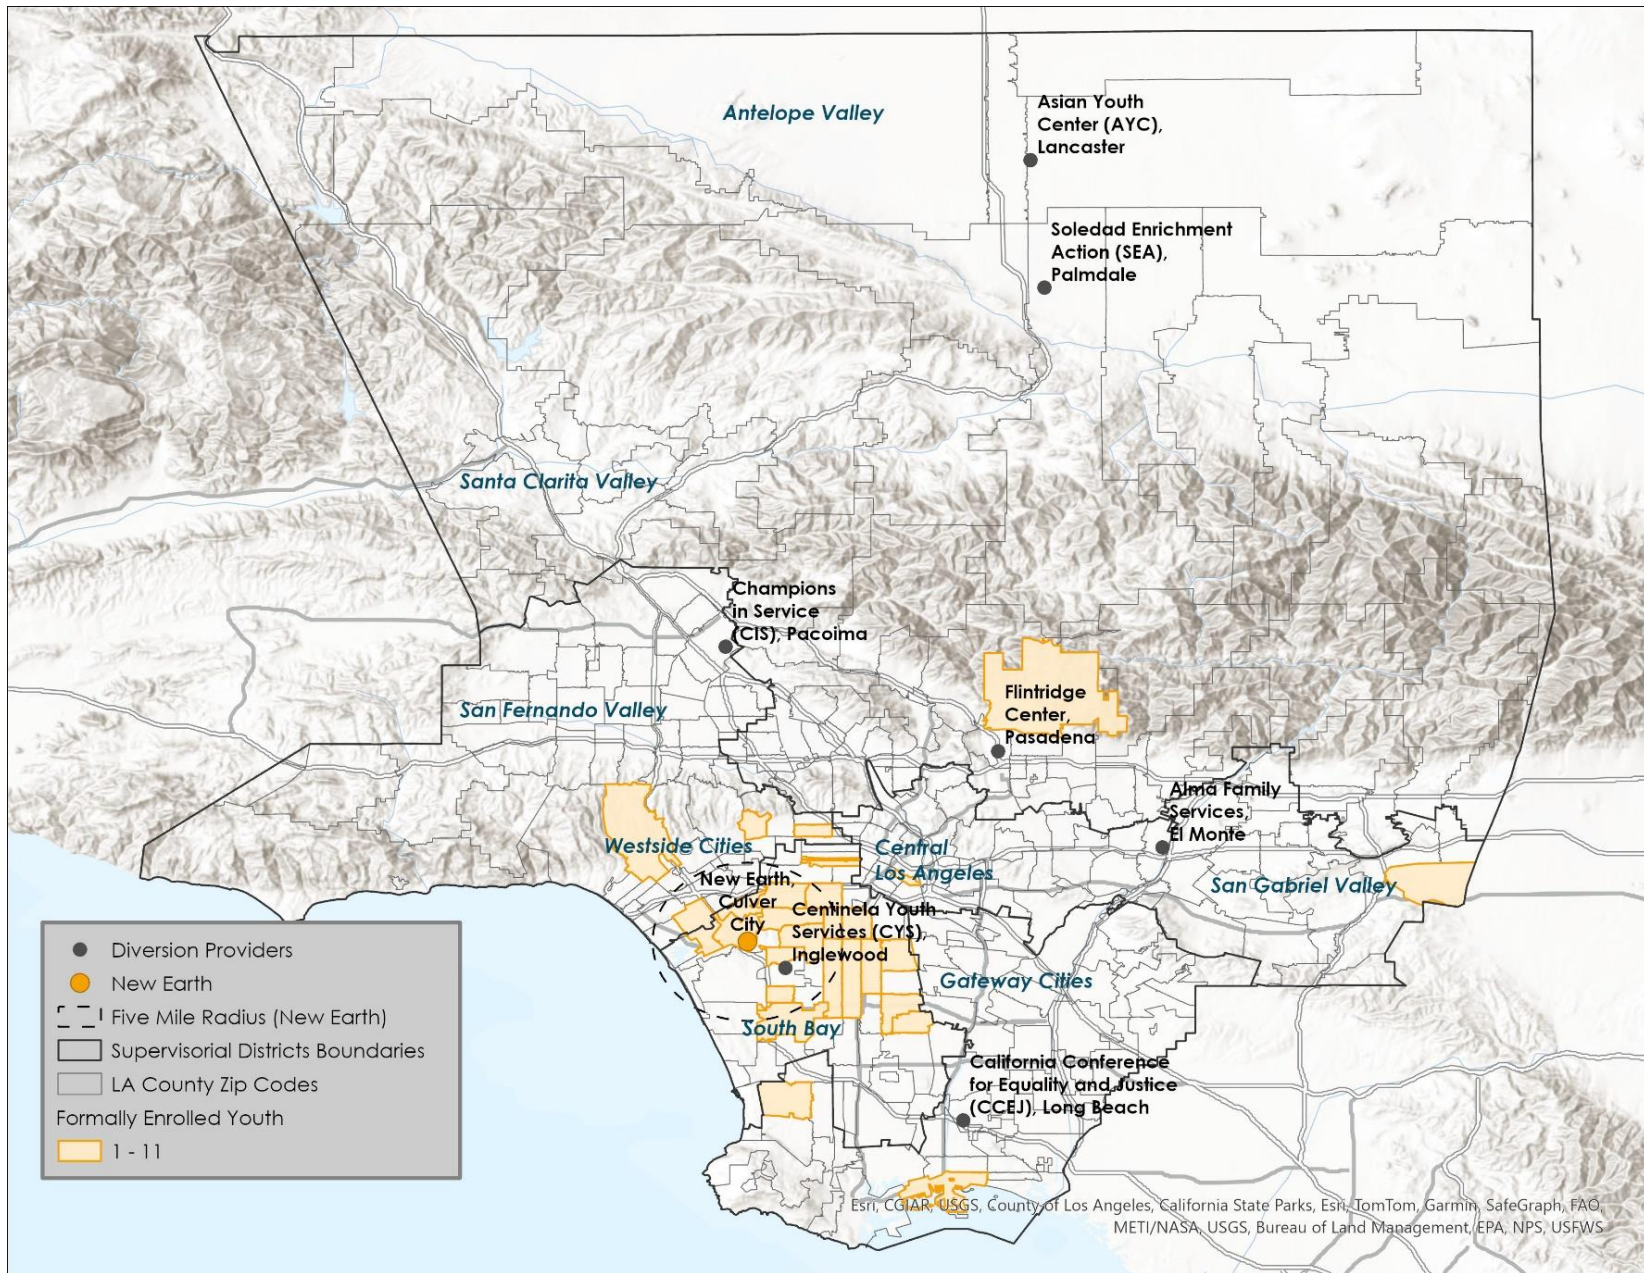 Antelope Valley
Asian Youth
Center (AYC),
Lancaster
Soledad Enrichment
Action (SEA),
Palmdale
Santa Clarita Valley
Champions
in Service
(CIS), Pacoima
San Fernando Valley
Flintridge
Center,
Pasadena
Alma Family
Services,
El Monte
Westside Cities
Central
Los Angeles
San Gabriel Valley
New Earth,
Culver
City
Centinela Youth
Services (CYS),
Inglewood
Gateway Cities
South Bay
California Conference
for Equality and Justice
(CCEJ), Long Beach
Diversion Providers
New Earth
Five Mile Radius (New Earth)
Supervisorial Districts Boundaries
LA County Zip Codes
Formally Enrolled Youth
1 - 11
Esri, CGIAR, USGS, County of Los Angeles, California State Parks, Esri, TomTom, Garmin, SafeGraph, FAO,
METI/NASA, USGS, Bureau of Land Management, EPA, NPS, USFWS